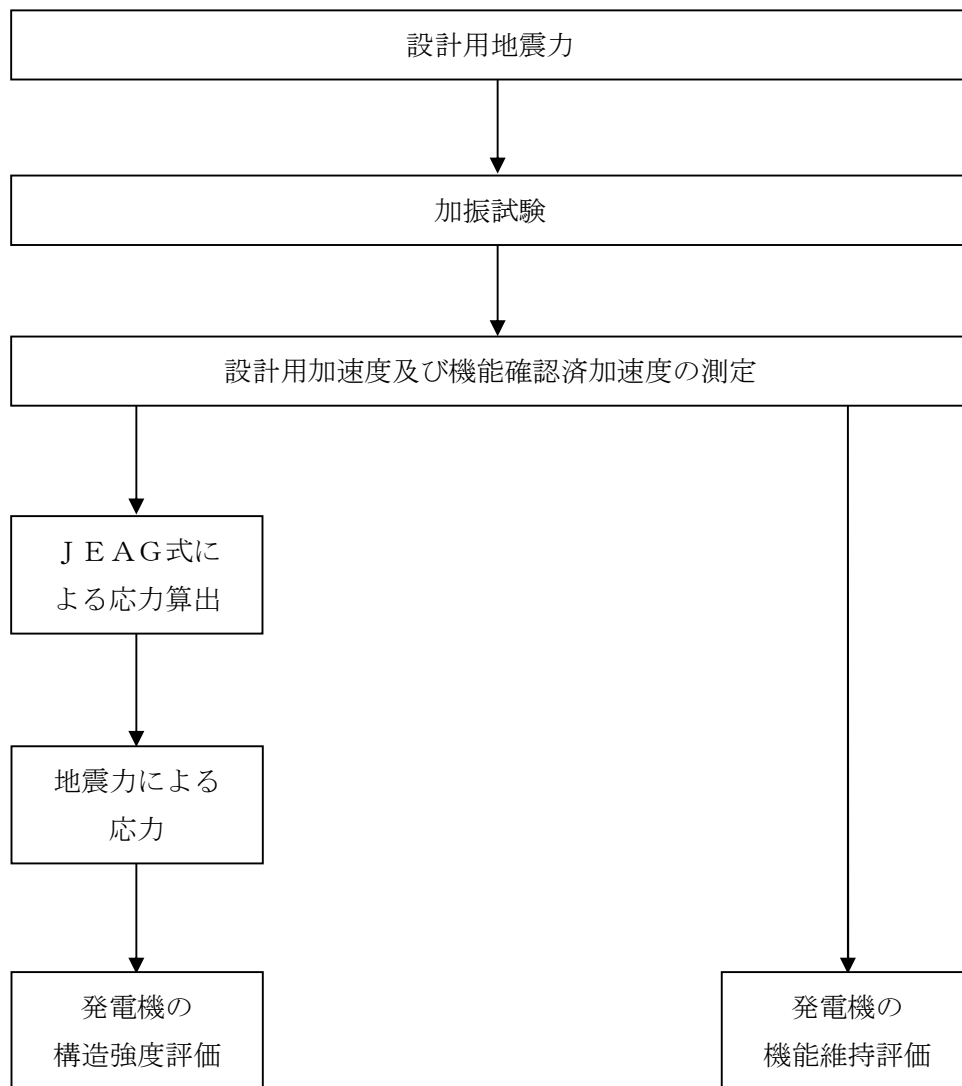 設計用地震力
加振試験
設計用加速度及び機能確認済加速度の測定
ＪＥＡＧ式に
よる応力算出
地震力による
応力
発電機の
構造強度評価
発電機の
機能維持評価